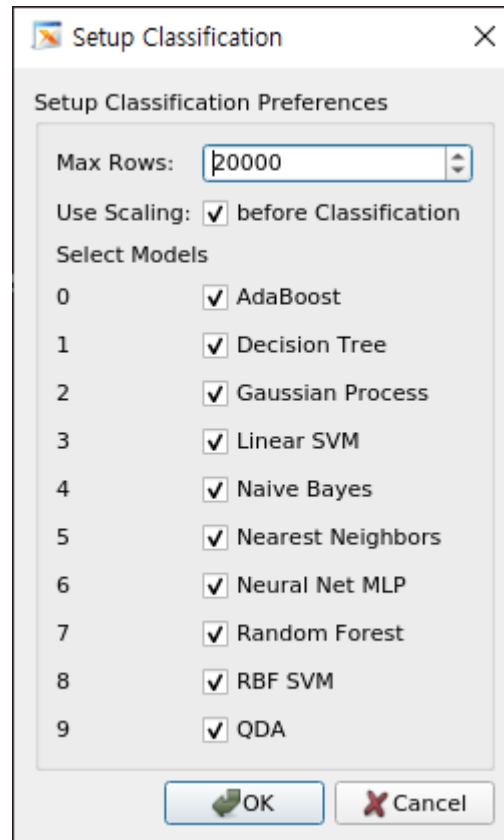 Setup Classification
Setup Classification Preferences
Max Rows: 20000
Use Scaling: before Classification
Select Models
0 AdaBoost
1 Decision Tree
2 Gaussian Process
3 Linear SVM
4 Naive Bayes
5 Nearest Neighbors
6 Neural Net MLP
7 Random Forest
8 RBF SVM
9 QDA
OK Cancel